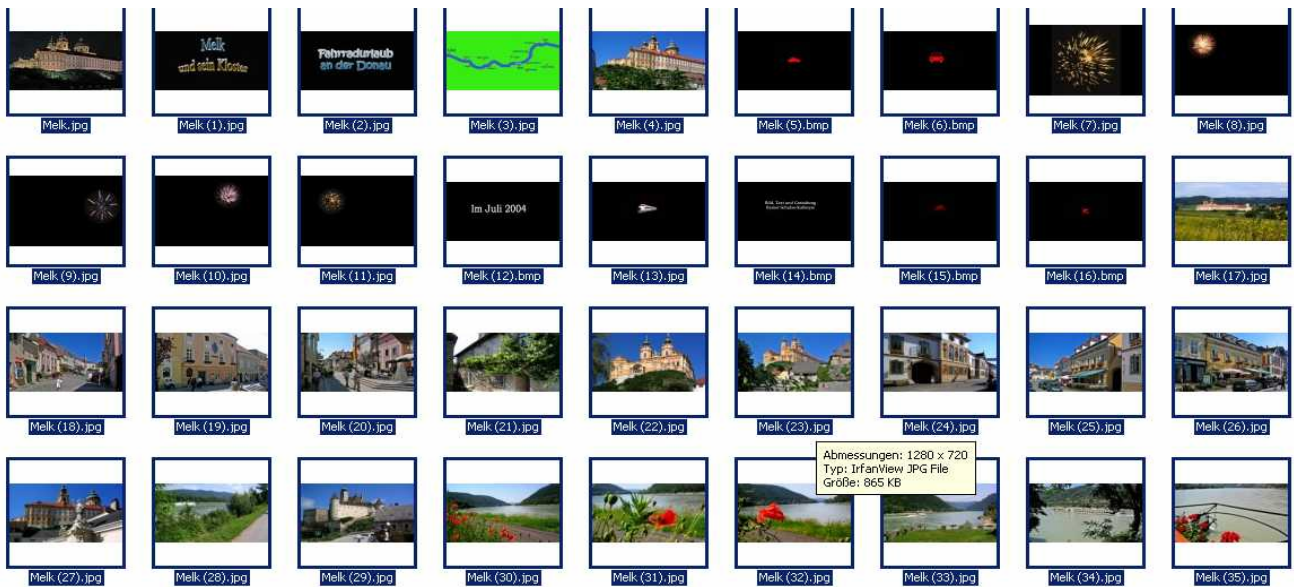 Melk
und sein Kloster
Fahrradurlaub
an der Donau
Melk.jpg
Melk (1).jpg
Melk (2).jpg
Melk (3).jpg
Melk (4).jpg
Melk (5).bmp
Melk (6).bmp
Melk (7).jpg
Melk (8).jpg
Im Juli 2004
Bild, Text und Gestaltung
Melk (9).jpg
Melk (10).jpg
Melk (11).jpg
Melk (12).bmp
Melk (13).jpg
Melk (14).bmp
Melk (15).bmp
Melk (16).bmp
Melk (17).jpg
Melk (18).jpg
Melk (19).jpg
Melk (20).jpg
Melk (21).jpg
Melk (22).jpg
Melk (23).jpg
Melk (24).jpg
Melk (25).jpg
Melk (26).jpg
Abmessungen: 1280 x 720
Typ: IrfanView JPG File
Größe: 865 KB
Melk (27).jpg
Melk (28).jpg
Melk (29).jpg
Melk (30).jpg
Melk (31).jpg
Melk (32).jpg
Melk (33).jpg
Melk (34).jpg
Melk (35).jpg